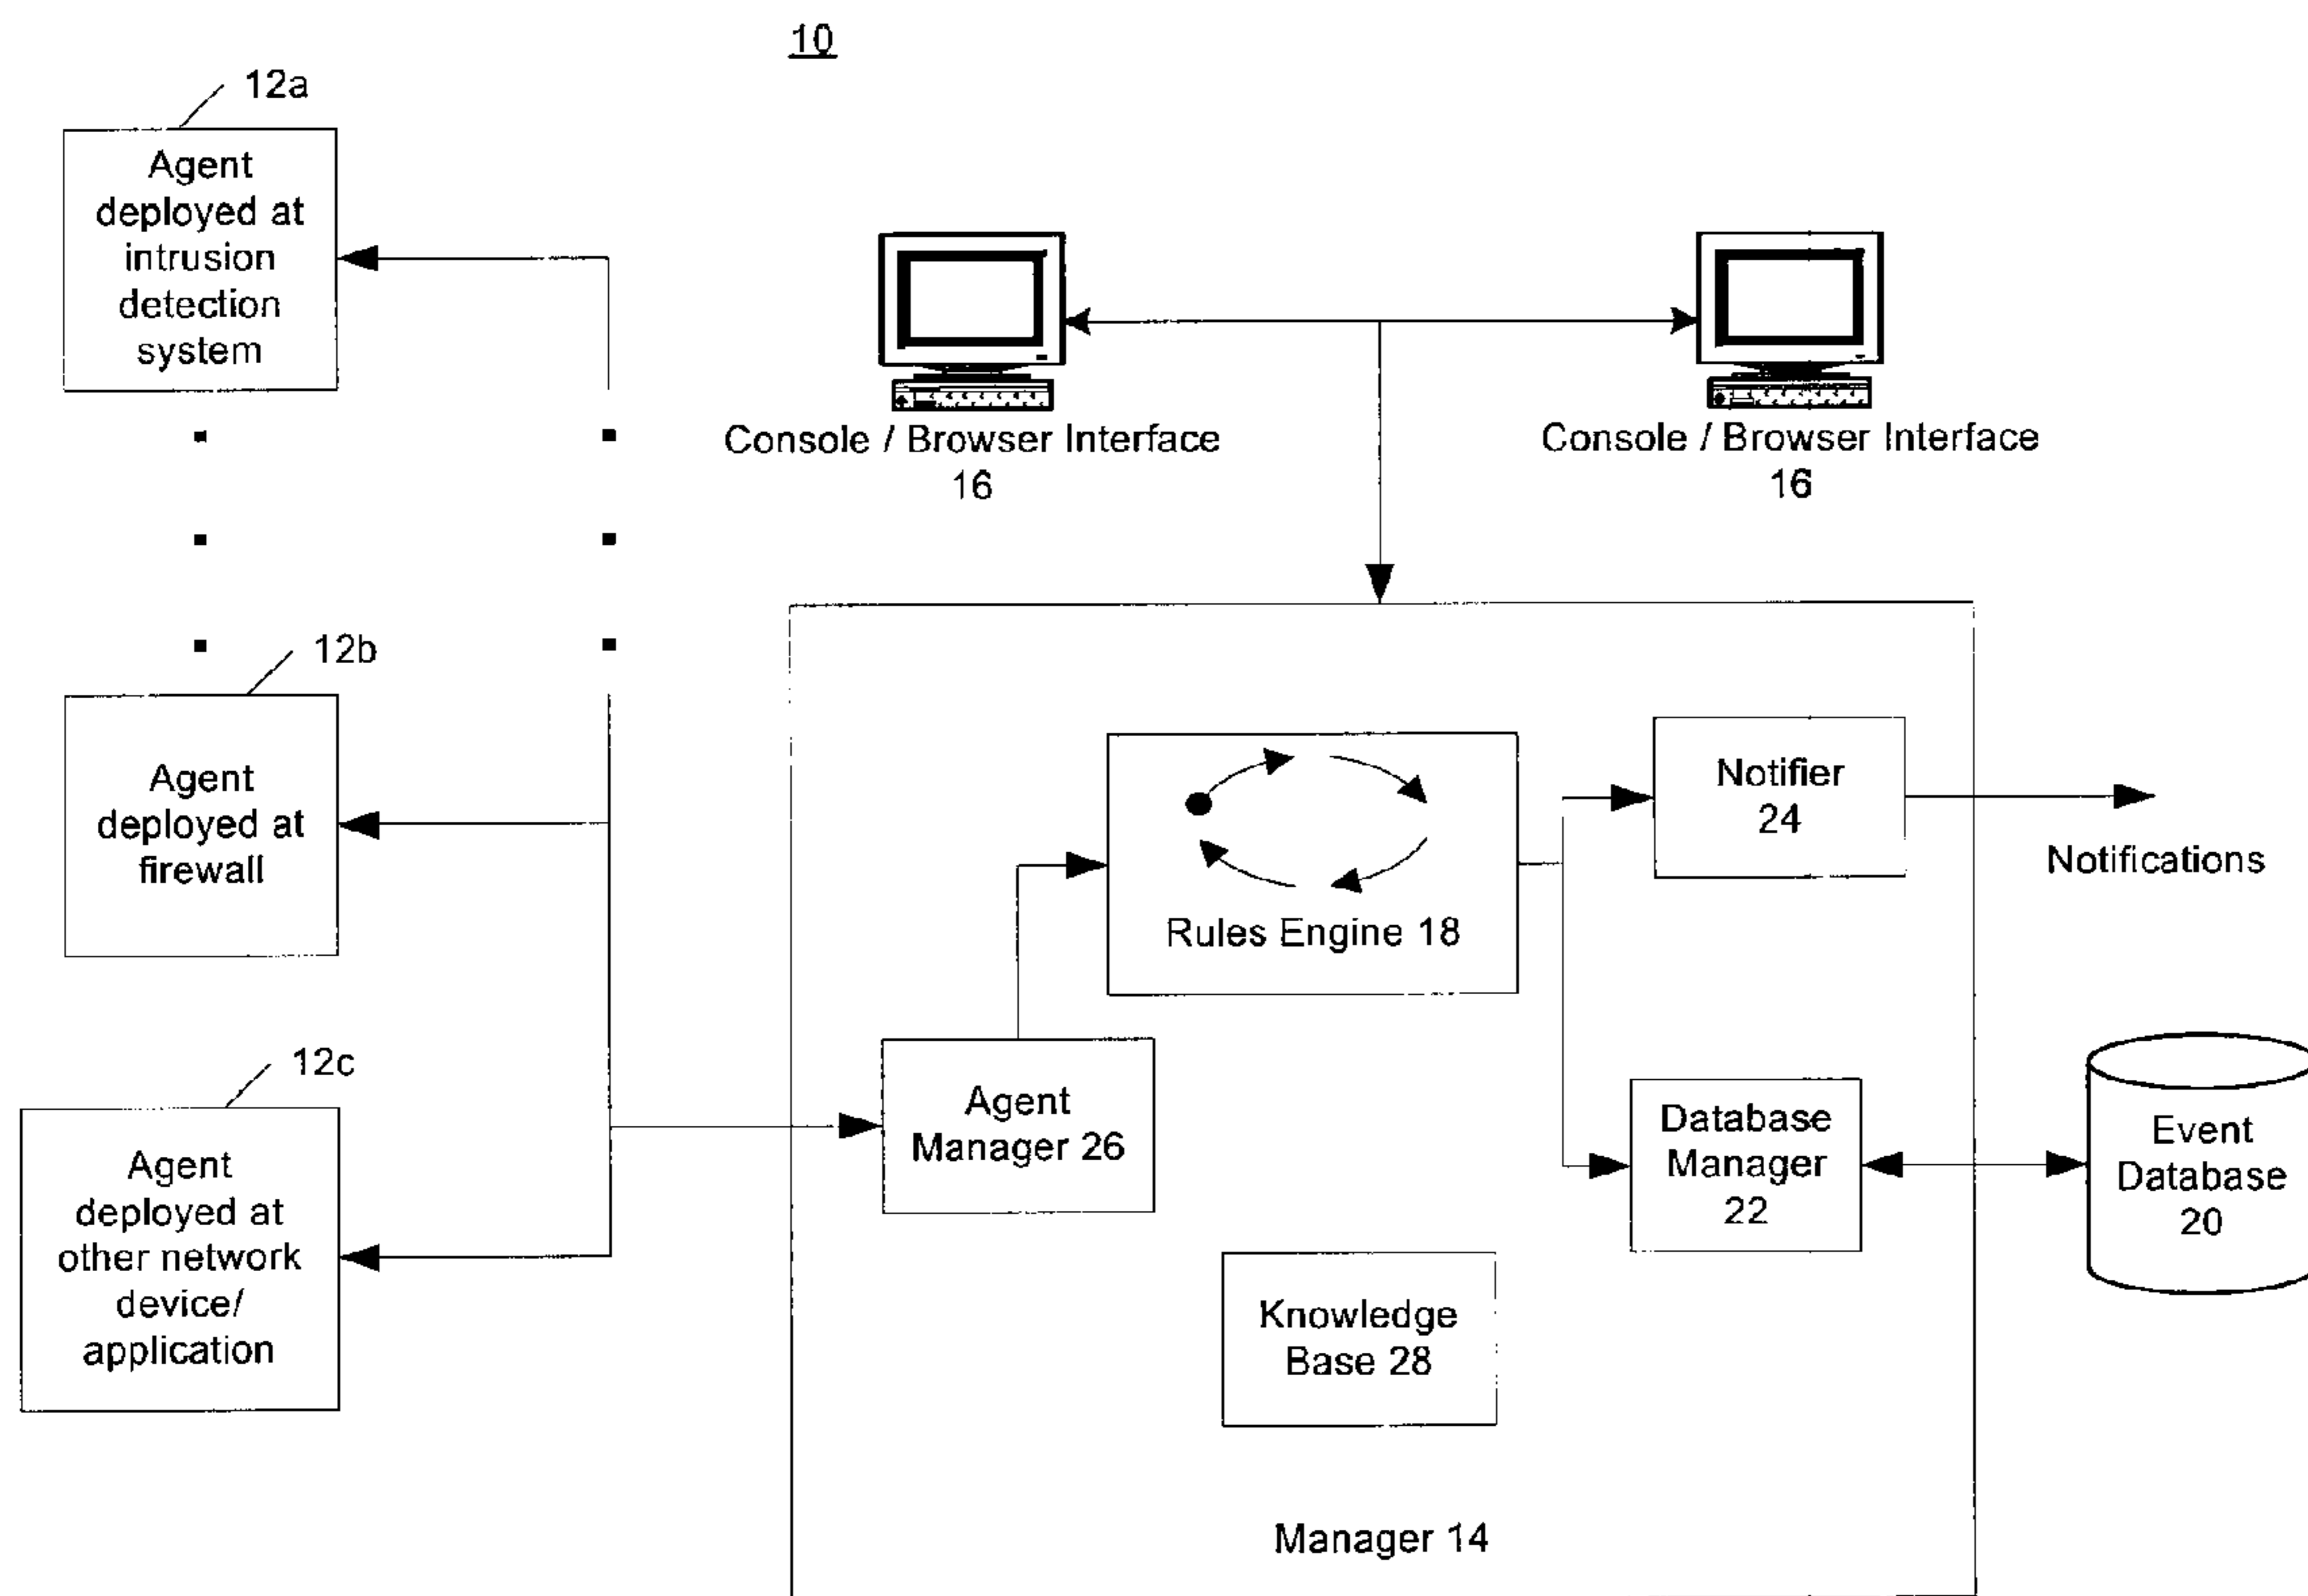 10
12a
Agent
deployed at
intrusion
detection
system
Console / Browser Interface
16
Console / Browser Interface
16
12b
Agent
deployed at
firewall
Notifier
24
Notifications
Rules Engine 18
12c
Agent
deployed at
other network
device/
application
Agent
Manager 26
Database
Manager
22
Event
Database
20
Knowledge
Base 28
Manager 14